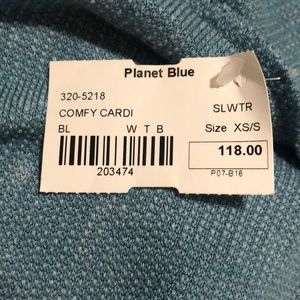 Planet Blue
320-5218
COMFY CARDI SLWTR
BL W T B Size XS/S
118.00
203474 P07-B16